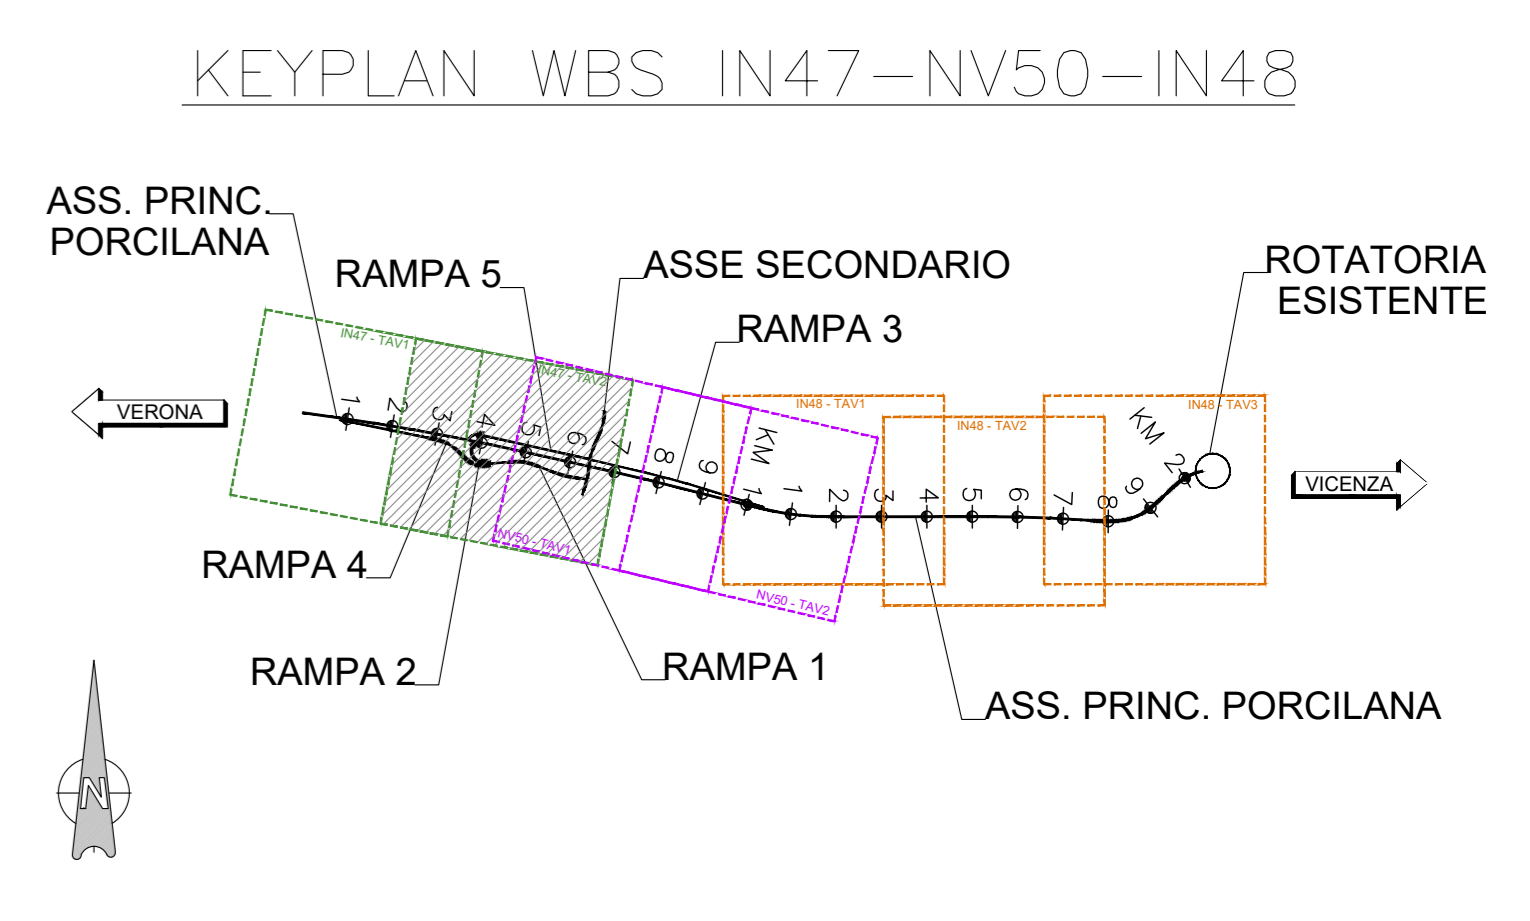 KEYPLAN WBS IN47-NV50-IN48
ASS. PRINC.
PORCILANA
RAMPA 5
ASSE SECONDARIO
RAMPA 3
ROTATORIA
ESISTENTE
IN47 - TAV1
IN47 - TAV2
IN48 - TAV1
IN48 - TAV2
IN48 - TAV3
VERONA
VICENZA
1
2
3
4
5
6
7
8
9
KM
1
1
2
3
4
5
6
7
8
9
KM
2
NV50 - TAV1
NV50 - TAV2
RAMPA 4
RAMPA 2
RAMPA 1
ASS. PRINC. PORCILANA
N